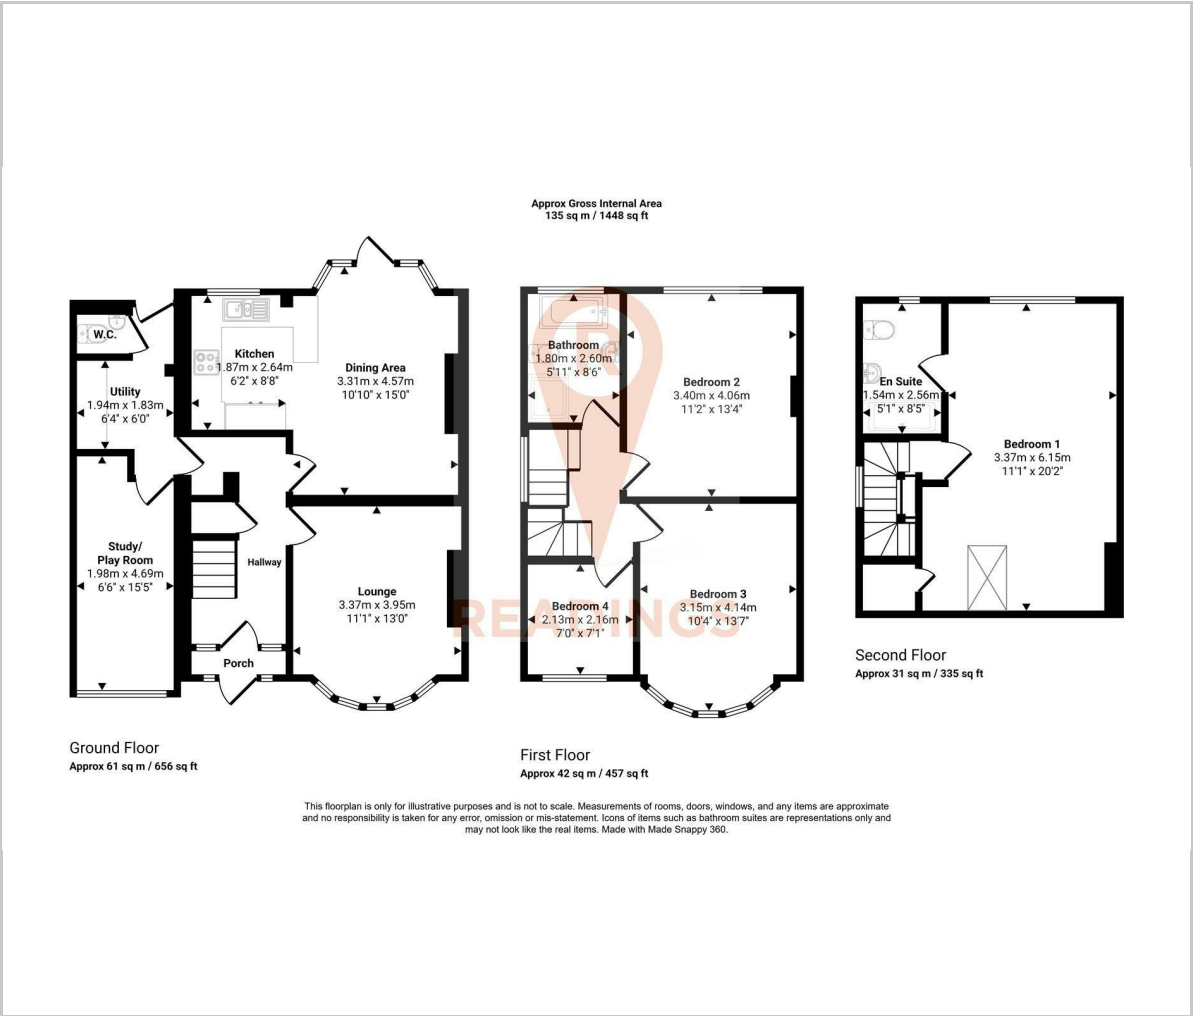 Approx Gross Internal Area
135 sq m / 1448 sq ft
W.C.
Utility
1.94m x 1.83m
6'4" x 6'0"
Kitchen
1.87m x 2.64m
6'2" x 8'8"
Dining Area
3.31m x 4.57m
10'10" x 15'0"
Study/
Play Room
1.98m x 4.69m
6'6" x 15'5"
Hallway
Lounge
3.37m x 3.95m
11'1" x 13'0"
Porch
Ground Floor
Approx 61 sq m / 656 sq ft
Bathroom
1.80m x 2.60m
5'11" x 8'6"
Bedroom 2
3.40m x 4.06m
11'2" x 13'4"
Bedroom 4
2.13m x 2.16m
7'0" x 7'1"
Bedroom 3
3.15m x 4.14m
10'4" x 13'7"
READINGS
R
First Floor
Approx 42 sq m / 457 sq ft
En Suite
1.54m x 2.56m
5'1" x 8'5"
Bedroom 1
3.37m x 6.15m
11'1" x 20'2"
Second Floor
Approx 31 sq m / 335 sq ft
This floorplan is only for illustrative purposes and is not to scale. Measurements of rooms, doors, windows, and any items are approximate
and no responsibility is taken for any error, omission or mis-statement. Icons of items such as bathroom suites are representations only and
may not look like the real items. Made with Made Snappy 360.